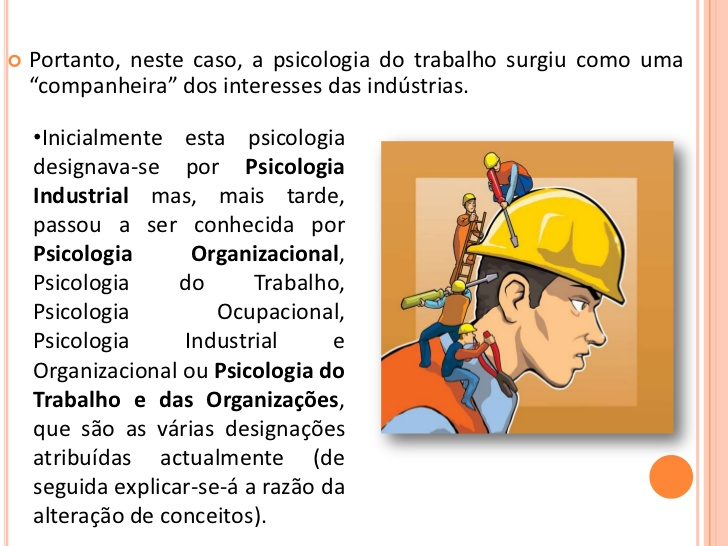 Portanto, neste caso, a psicologia do trabalho surgiu como uma
“companheira” dos interesses das indústrias.
•Inicialmente esta psicologia
designava-se por Psicologia
Industrial mas, mais tarde,
passou a ser conhecida por
Psicologia Organizacional,
Psicologia do Trabalho,
Psicologia Ocupacional,
Psicologia Industrial e
Organizacional ou Psicologia do
Trabalho e das Organizações,
que são as várias designações
atribuídas actualmente (de
seguida explicar-se-á a razão da
alteração de conceitos).